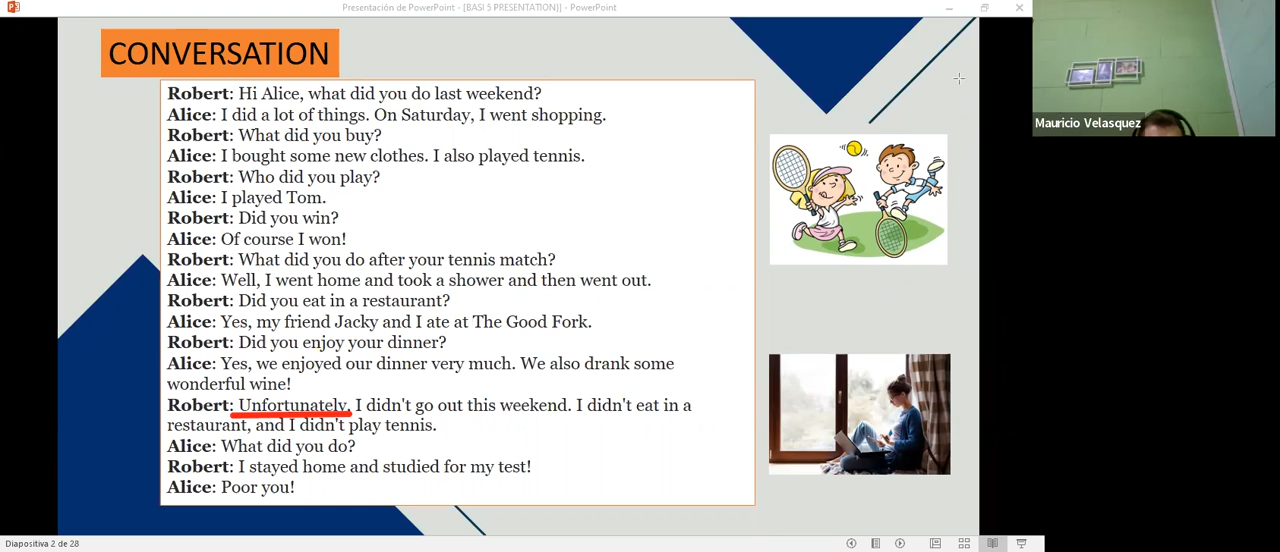 Presentación de PowerPoint - [BASI 5 PRESENTATION)] - PowerPoint
CONVERSATION
Robert: Hi Alice, what did you do last weekend?
Alice: I did a lot of things. On Saturday, I went shopping.
Robert: What did you buy?
Alice: I bought some new clothes. I also played tennis.
Robert: Who did you play?
Alice: I played Tom.
Robert: Did you win?
Alice: Of course I won!
Robert: What did you do after your tennis match?
Alice: Well, I went home and took a shower and then went out.
Robert: Did you eat in a restaurant?
Alice: Yes, my friend Jacky and I ate at The Good Fork.
Robert: Did you enjoy your dinner?
Alice: Yes, we enjoyed our dinner very much. We also drank some
wonderful wine!
Robert: Unfortunately, I didn't go out this weekend. I didn't eat in a
restaurant, and I didn't play tennis.
Alice: What did you do?
Robert: I stayed home and studied for my test!
Alice: Poor you!
Mauricio Velasquez
Diapositiva 2 de 28